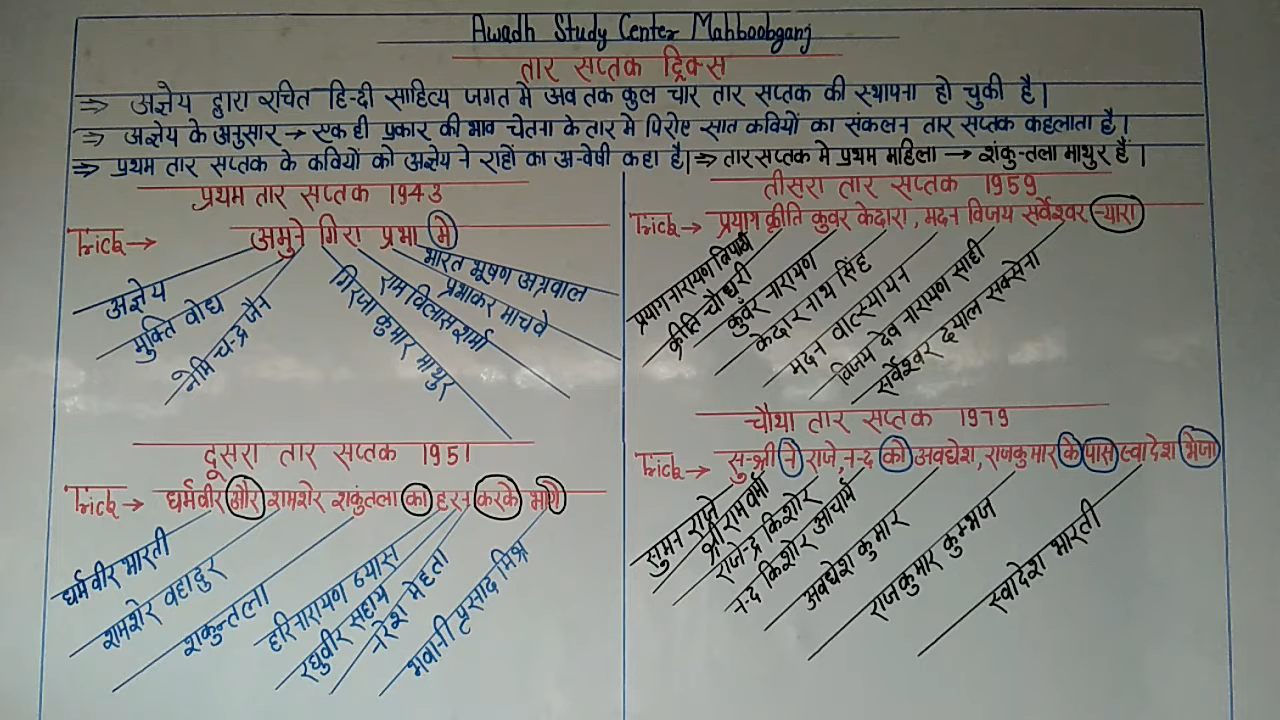 Awadh Study Center Mahboobganj
तार सप्तक ट्रिक्स
⇒ अज्ञेय द्वारा रचित हिन्दी साहित्य जगत मे अब तक कुल चार तार सप्तक की स्थापना हो चुकी है।
⇒ अज्ञेय के अनुसार → एक ही प्रकार की भाव चेतना के तार मे पिरोए सात कवियों का संकलन तार सप्तक कहलाता है।
⇒ प्रथम तार सप्तक के कवियों को अज्ञेय ने राहों का अन्वेषी कहा है। ⇒ तार सप्तक मे प्रथम महिला → शंकुन्तला माथुर हैं।
प्रथम तार सप्तक 1943
Trick → अमुने गिरा प्रभा मे
अज्ञेय
मुक्ति वोध
नेमिचन्द्र जैन
गिरजा कुमार माथुर
राम विलास शर्मा
प्रभाकर माचवे
भारत भूषण अग्रवाल
दूसरा तार सप्तक 1951
Trick → धर्मवीर और शमशेर शकुंतला का हरन करके भागे
धर्मवीर भारती
शमशेर वहादुर
शकुन्तला
हरिनारायण व्यास
रघुवीर सहाय
नरेश मेहता
भवानी प्रसाद मिश्र
तीसरा तार सप्तक 1959
Trick → प्रयाग क्रीति कुवर केदारा, मदन विजय सर्वेश्वर न्यारा
प्रयागनारायण त्रिपाठी
क्रीति चौधरी
कुवँर नारायण
केदार नाथ सिंह
मदन वात्स्यायन
विजय देव नारायण साही
सर्वेश्वर दयाल सक्सेना
चौथा तार सप्तक 1979
Trick → सु-श्री ने राजे, नन्द को अवधेश, राजकुमार के पास स्वादेश भेजा
सुमन राजे
श्री राम वर्मा
राजेन्द्र किशोर
नन्द किशोर आचार्य
अवधेश कुमार
राजकुमार कुम्भज
स्वादेश भारती